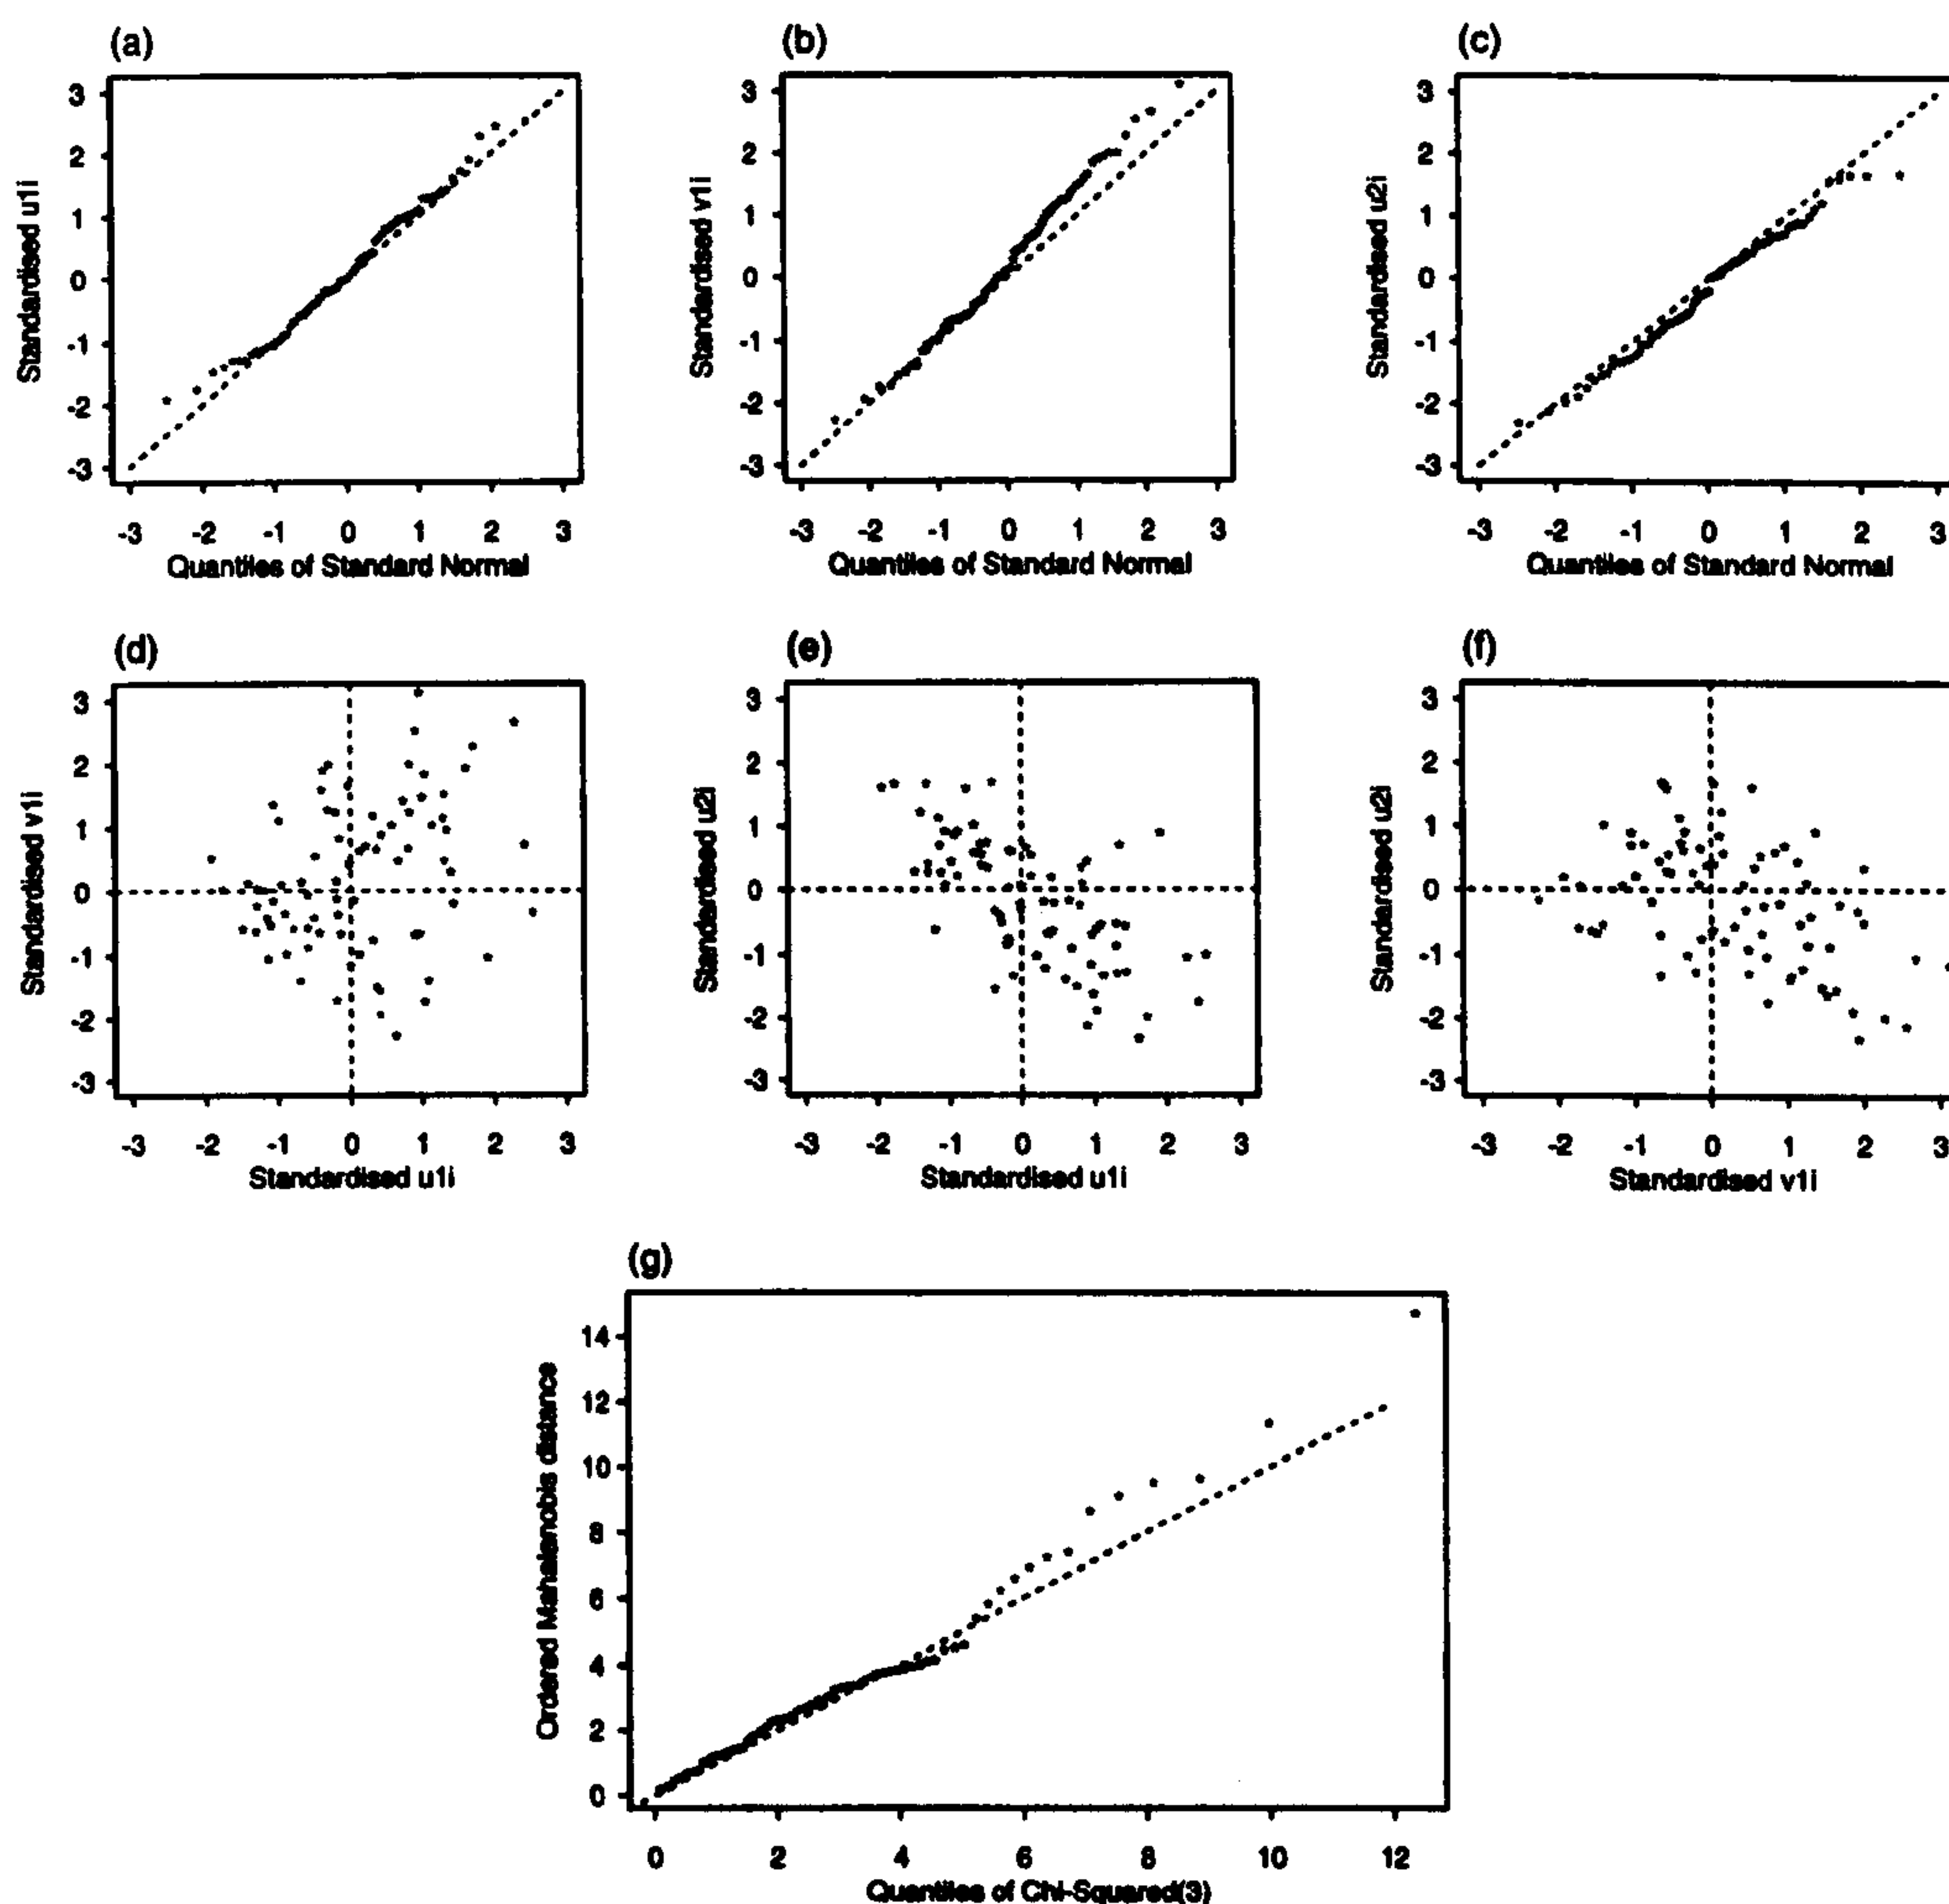 (a)
(b)
(c)
3
2
1
0
-1
-2
-3
Standardised u1i
-3 -2 -1 0 1 2 3
Quantiles of Standard Normal
3
2
1
0
-1
-2
-3
Standardised v1i
-3 -2 -1 0 1 2 3
Quantiles of Standard Normal
3
2
1
0
-1
-2
-3
Standardised u2i
-3 -2 -1 0 1 2 3
Quantiles of Standard Normal
(d)
(e)
(f)
3
2
1
0
-1
-2
-3
Standardised v1i
-3 -2 -1 0 1 2 3
Standardised u1i
3
2
1
0
-1
-2
-3
Standardised u2i
-3 -2 -1 0 1 2 3
Standardised u1i
3
2
1
0
-1
-2
-3
Standardised u2i
-3 -2 -1 0 1 2 3
Standardised v1i
(g)
14
12
10
8
6
4
2
0
Ordered Mahalanobis distance
0 2 4 6 8 10 12
Quantiles of Chi-Squared(3)